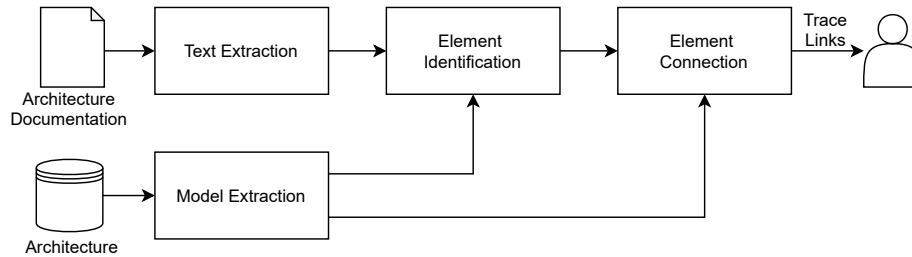 Architecture
Documentation
Text Extraction
Element
Identification
Element
Connection
Trace
Links
Architecture
Model Extraction